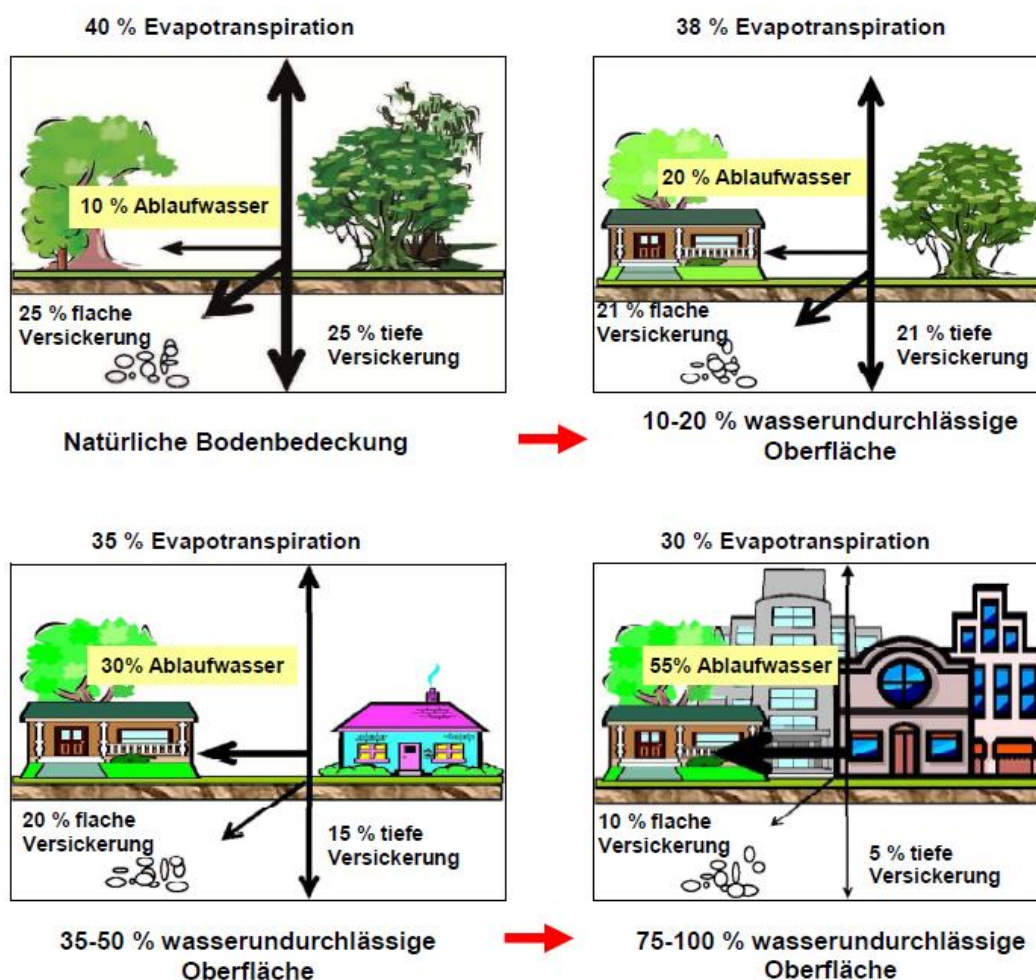 40 % Evapotranspiration
10 % Ablaufwasser
25 % flache
Versickerung
25 % tiefe
Versickerung
Natürliche Bodenbedeckung
38 % Evapotranspiration
20 % Ablaufwasser
21 % flache
Versickerung
21 % tiefe
Versickerung
10-20 % wasserundurchlässige
Oberfläche
35 % Evapotranspiration
30% Ablaufwasser
20 % flache
Versickerung
15 % tiefe
Versickerung
35-50 % wasserundurchlässige
Oberfläche
30 % Evapotranspiration
55% Ablaufwasser
10 % flache
Versickerung
5 % tiefe
Versickerung
75-100 % wasserundurchlässige
Oberfläche